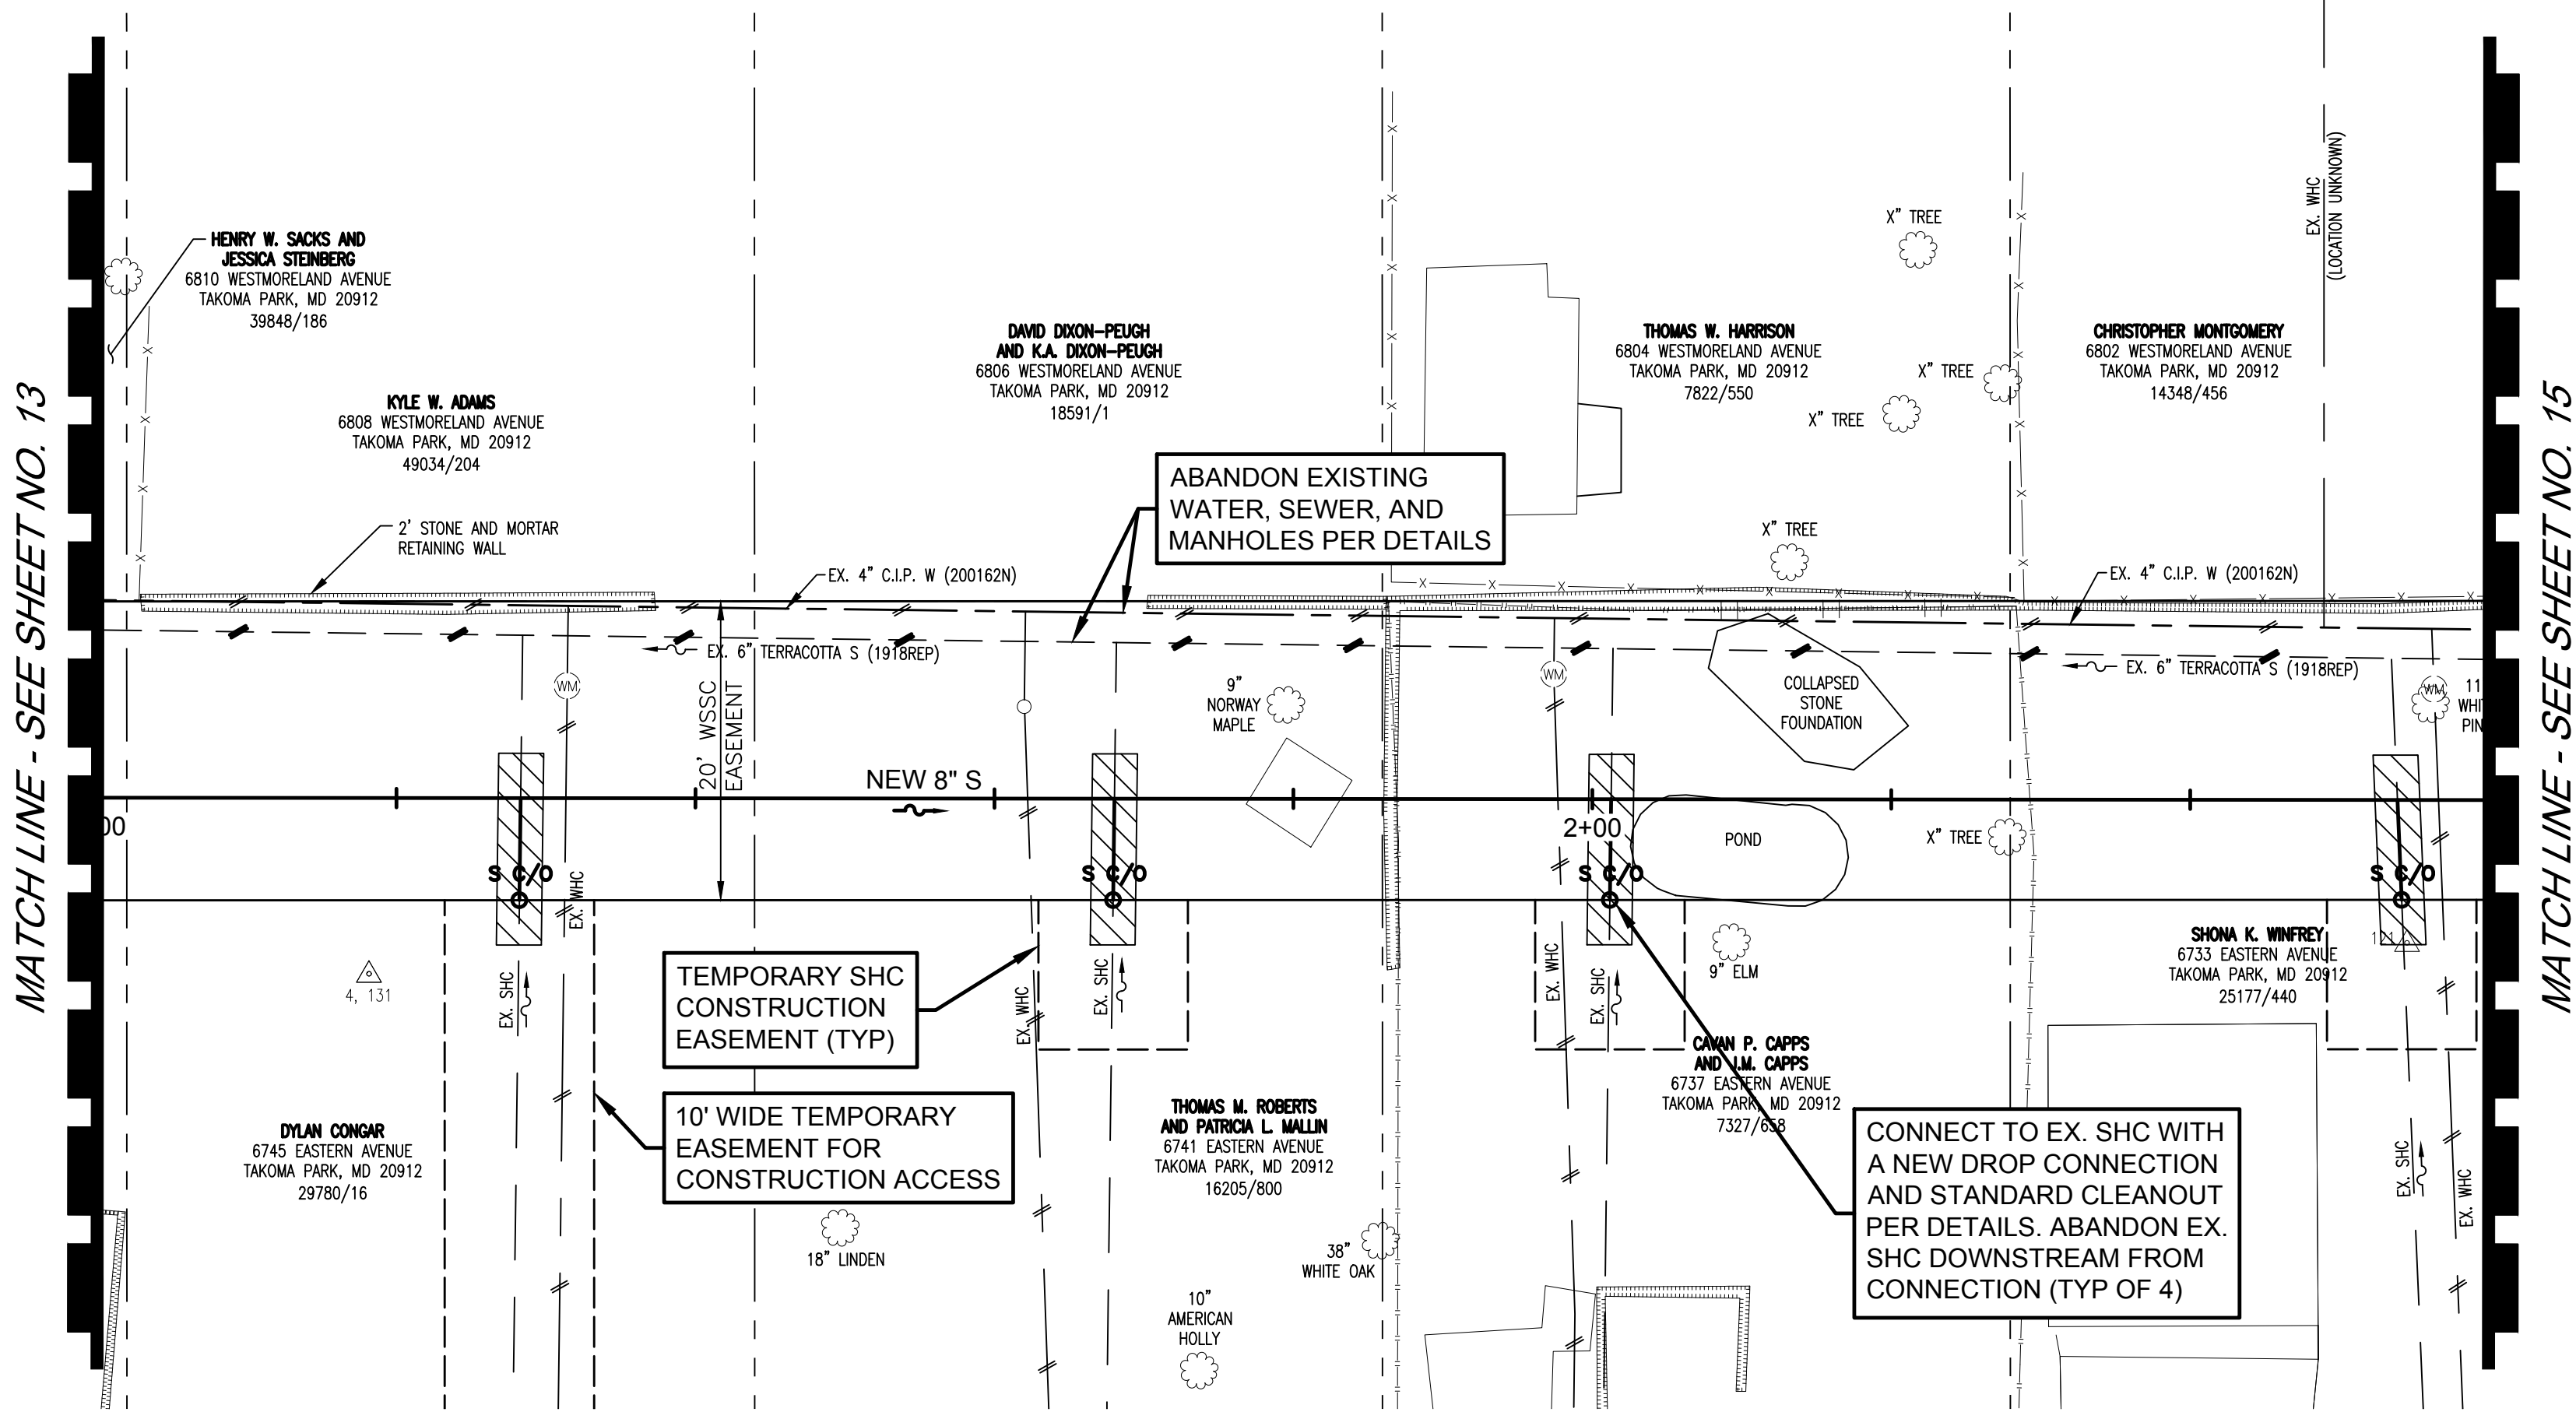 MATCH LINE - SEE SHEET NO. 13
HENRY W. SACKS AND
JESSICA STEINBERG
6810 WESTMORELAND AVENUE
TAKOMA PARK, MD 20912
39848/186
KYLE W. ADAMS
6808 WESTMORELAND AVENUE
TAKOMA PARK, MD 20912
49034/204
2' STONE AND MORTAR
RETAINING WALL
DAVID DIXON-PEUGH
AND K.A. DIXON-PEUGH
6806 WESTMORELAND AVENUE
TAKOMA PARK, MD 20912
18591/1
ABANDON EXISTING
WATER, SEWER, AND
MANHOLES PER DETAILS
THOMAS W. HARRISON
6804 WESTMORELAND AVENUE
TAKOMA PARK, MD 20912
7822/550
X" TREE
X" TREE
X" TREE
X" TREE
CHRISTOPHER MONTGOMERY
6802 WESTMORELAND AVENUE
TAKOMA PARK, MD 20912
14348/456
EX. WHC
(LOCATION UNKNOWN)
EX. 4" C.I.P. W (200162N)
EX. 4" C.I.P. W (200162N)
EX. 6" TERRACOTTA S (1918REP)
EX. 6" TERRACOTTA S (1918REP)
WM
WM
WM
20' WSSC
EASEMENT
9"
NORWAY
MAPLE
COLLAPSED
STONE
FOUNDATION
11
WHI
PIN
NEW 8" S
00
2+00
POND
X" TREE
S C/O
S C/O
S C/O
S C/O
EX. WHC
EX. SHC
EX. WHC
EX. SHC
EX. WHC
EX. SHC
EX. SHC
EX. WHC
4, 131
TEMPORARY SHC
CONSTRUCTION
EASEMENT (TYP)
10' WIDE TEMPORARY
EASEMENT FOR
CONSTRUCTION ACCESS
9" ELM
SHONA K. WINFREY
6733 EASTERN AVENUE
TAKOMA PARK, MD 20912
25177/440
CAVAN P. CAPPS
AND J.M. CAPPS
6737 EASTERN AVENUE
TAKOMA PARK, MD 20912
7327/658
DYLAN CONGAR
6745 EASTERN AVENUE
TAKOMA PARK, MD 20912
29780/16
THOMAS M. ROBERTS
AND PATRICIA L. MALLIN
6741 EASTERN AVENUE
TAKOMA PARK, MD 20912
16205/800
CONNECT TO EX. SHC WITH
A NEW DROP CONNECTION
AND STANDARD CLEANOUT
PER DETAILS. ABANDON EX.
SHC DOWNSTREAM FROM
CONNECTION (TYP OF 4)
18" LINDEN
38"
WHITE OAK
10"
AMERICAN
HOLLY
MATCH LINE - SEE SHEET NO. 15